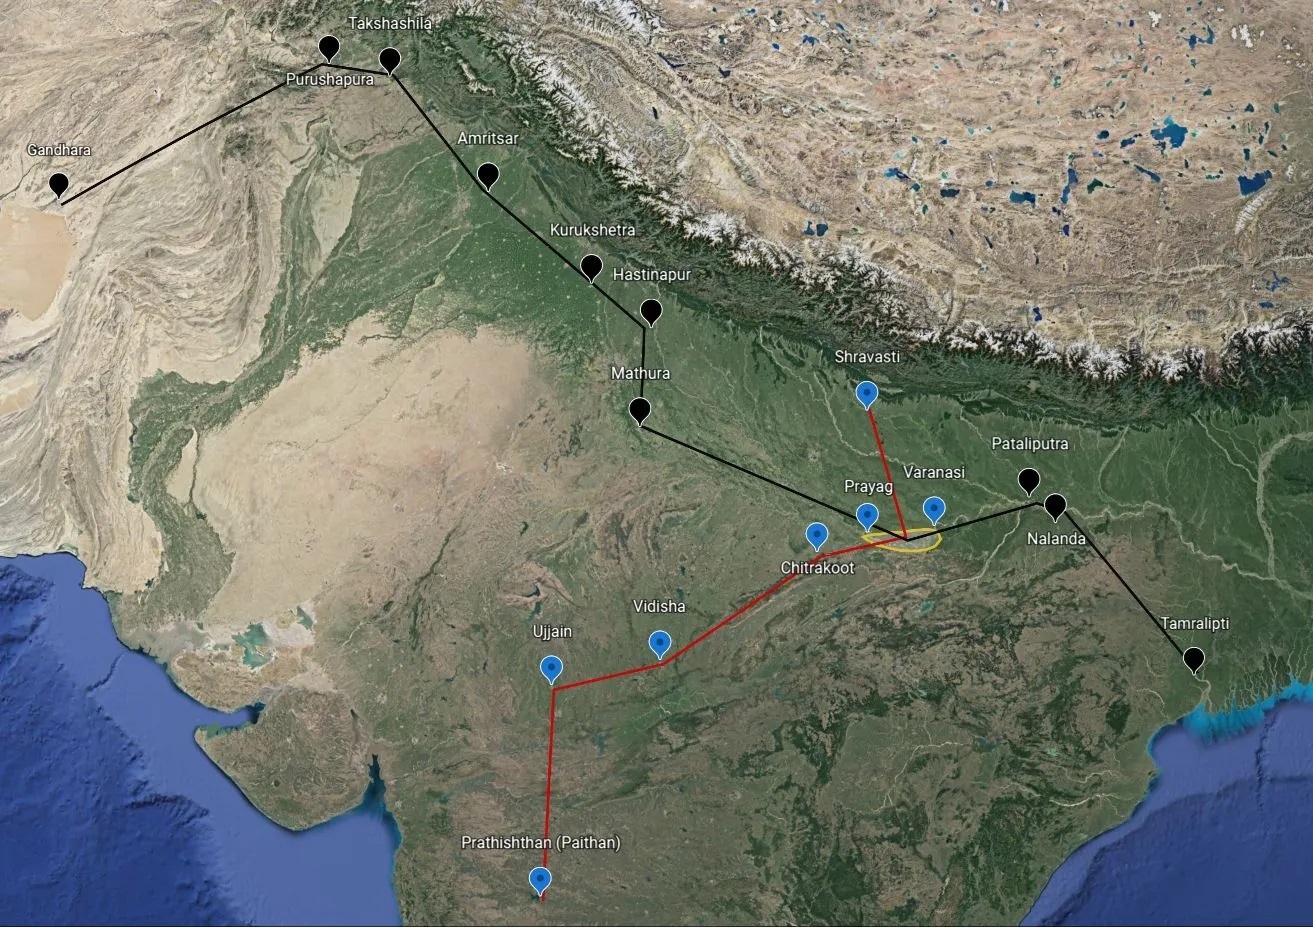 Takshashila
Purushapura
Gandhara
Amritsar
Kurukshetra
Hastinapur
Shravasti
Mathura
Pataliputra
Varanasi
Prayag
Nalanda
Chitrakoot
Vidisha
Tamralipti
Ujjain
Prathishthan (Paithan)